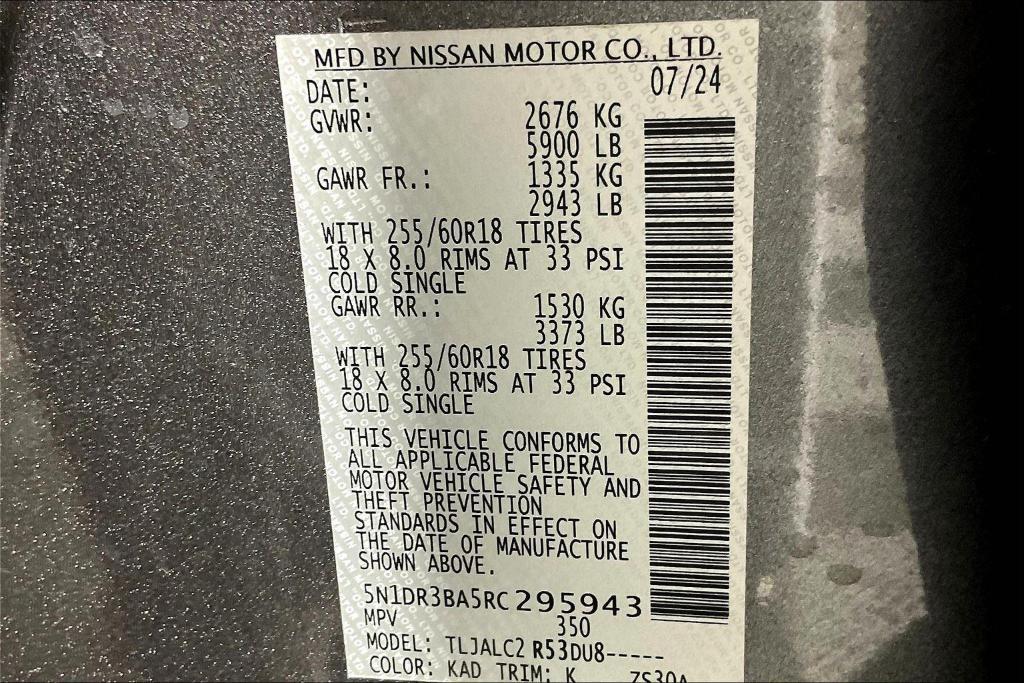 MFD BY NISSAN MOTOR CO., LTD.
DATE: 07/24
GVWR: 2676 KG
5900 LB
GAWR FR.: 1335 KG
2943 LB
WITH 255/60R18 TIRES
18 X 8.0 RIMS AT 33 PSI
COLD SINGLE
GAWR RR.: 1530 KG
3373 LB
WITH 255/60R18 TIRES
18 X 8.0 RIMS AT 33 PSI
COLD SINGLE
THIS VEHICLE CONFORMS TO
ALL APPLICABLE FEDERAL
MOTOR VEHICLE SAFETY AND
THEFT PREVENTION
STANDARDS IN EFFECT ON
THE DATE OF MANUFACTURE
SHOWN ABOVE.
5N1DR3BA5RC295943
MPV 350
MODEL: TLJALC2 R53DU8-----
COLOR: KAD TRIM: K